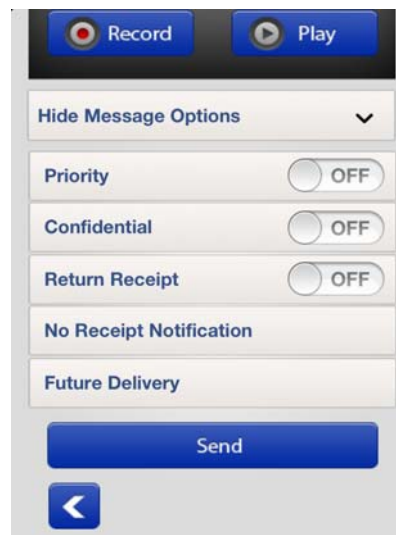 Record Play
Hide Message Options
Priority OFF
Confidential OFF
Return Receipt OFF
No Receipt Notification
Future Delivery
Send